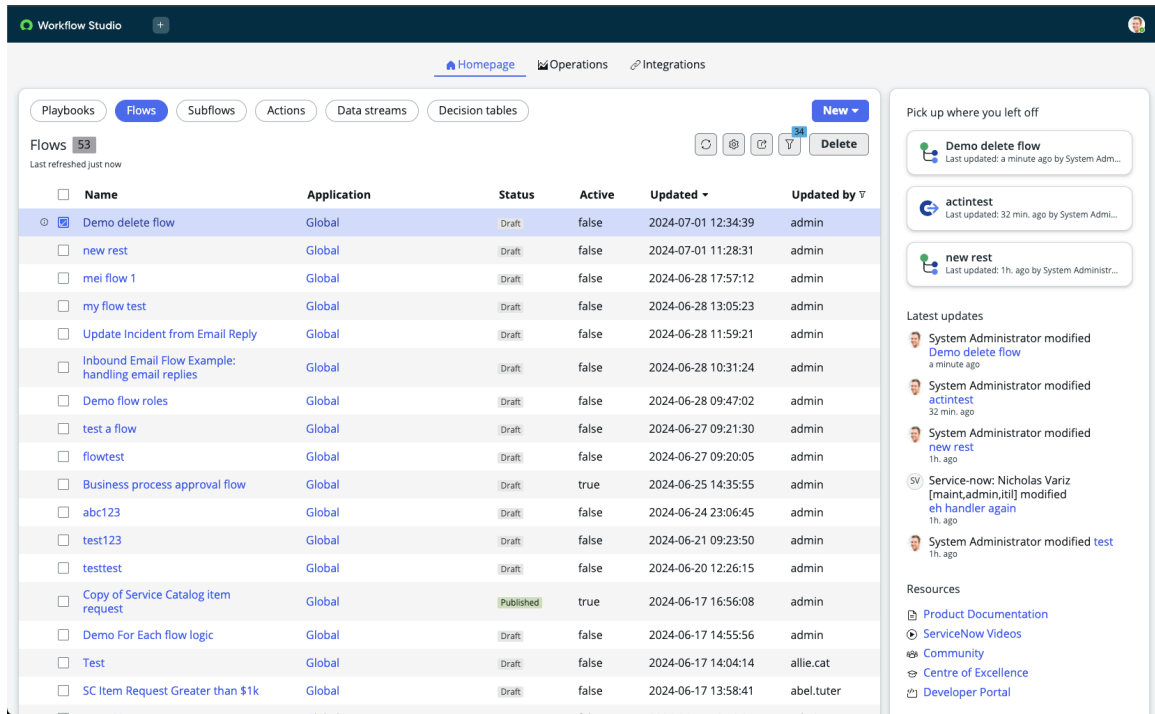 Workflow Studio
+
Homepage
Operations
Integrations
Playbooks
Flows
Subflows
Actions
Data streams
Decision tables
New
Flows 53
Last refreshed just now
34
Delete
Name Application Status Active Updated Updated by
Demo delete flow Global Draft false 2024-07-01 12:34:39 admin
new rest Global Draft false 2024-07-01 11:28:31 admin
mei flow 1 Global Draft false 2024-06-28 17:57:12 admin
my flow test Global Draft false 2024-06-28 13:05:23 admin
Update Incident from Email Reply Global Draft false 2024-06-28 11:59:21 admin
Inbound Email Flow Example:
handling email replies Global Draft false 2024-06-28 10:31:24 admin
Demo flow roles Global Draft false 2024-06-28 09:47:02 admin
test a flow Global Draft false 2024-06-27 09:21:30 admin
flowtest Global Draft false 2024-06-27 09:20:05 admin
Business process approval flow Global Draft true 2024-06-25 14:35:55 admin
abc123 Global Draft false 2024-06-24 23:06:45 admin
test123 Global Draft false 2024-06-21 09:23:50 admin
testtest Global Draft false 2024-06-20 12:26:15 admin
Copy of Service Catalog item
request Global Published true 2024-06-17 16:56:08 admin
Demo For Each flow logic Global Draft false 2024-06-17 14:55:56 admin
Test Global Draft false 2024-06-17 14:04:14 allie.cat
SC Item Request Greater than $1k Global Draft false 2024-06-17 13:58:41 abel.tuter
Pick up where you left off
Demo delete flow
Last updated: a minute ago by System Adm...
actintest
Last updated: 32 min. ago by System Admi...
new rest
Last updated: 1h. ago by System Administr...
Latest updates
System Administrator modified
Demo delete flow
a minute ago
System Administrator modified
actintest
32 min. ago
System Administrator modified
new rest
1h. ago
SV Service-now: Nicholas Variz
[maint,admin,itil] modified
eh handler again
1h. ago
System Administrator modified test
1h. ago
Resources
Product Documentation
ServiceNow Videos
Community
Centre of Excellence
Developer Portal